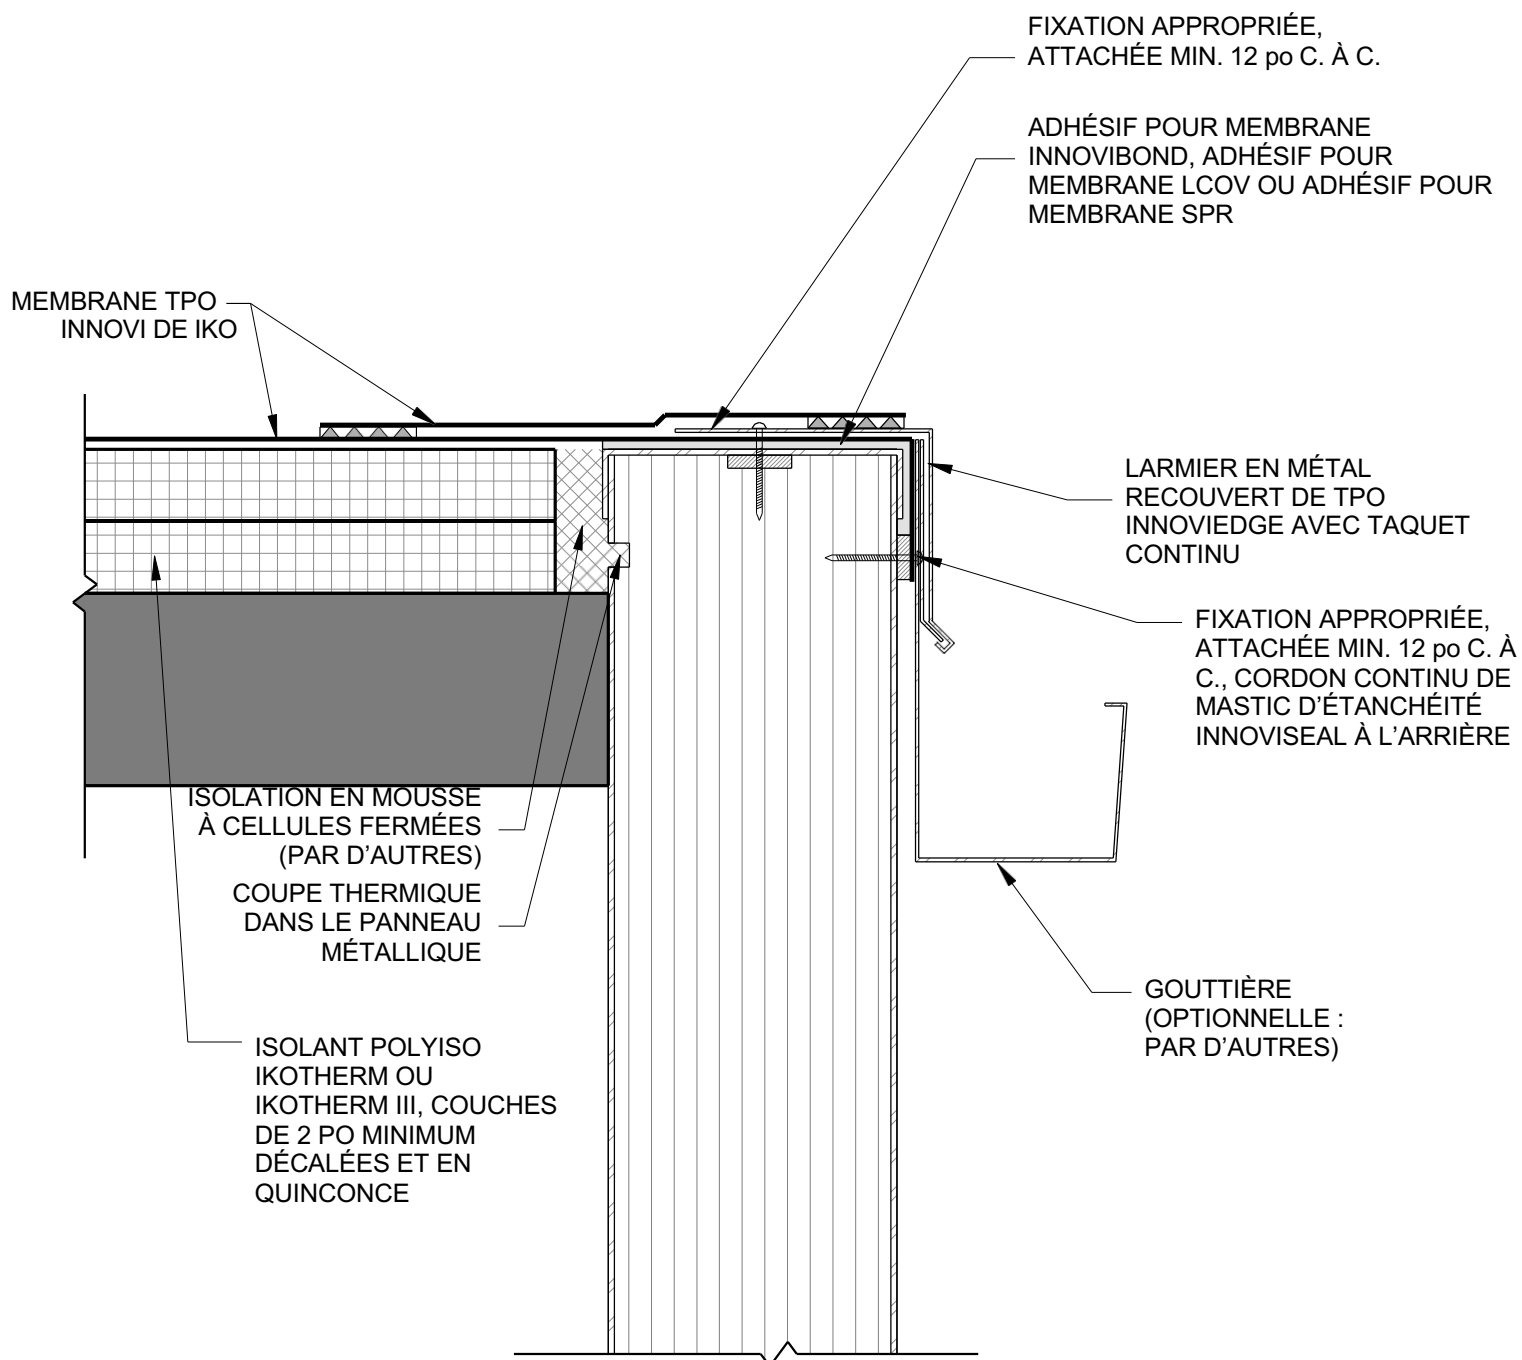 FIXATION APPROPRIÉE,
ATTACHÉE MIN. 12 po C. À C.
ADHÉSIF POUR MEMBRANE
INNOVIBOND, ADHÉSIF POUR
MEMBRANE LCOV OU ADHÉSIF POUR
MEMBRANE SPR
MEMBRANE TPO
INNOVI DE IKO
LARMIER EN MÉTAL
RECOUVERT DE TPO
INNOVIEDGE AVEC TAQUET
CONTINU
FIXATION APPROPRIÉE,
ATTACHÉE MIN. 12 po C. À
C., CORDON CONTINU DE
MASTIC D'ÉTANCHÉITÉ
INNOVISEAL À L'ARRIÈRE
ISOLATION EN MOUSSE
À CELLULES FERMÉES
(PAR D'AUTRES)
COUPE THERMIQUE
DANS LE PANNEAU
MÉTALLIQUE
GOUTTIÈRE
(OPTIONNELLE :
PAR D'AUTRES)
ISOLANT POLYISO
IKOTHERM OU
IKOTHERM III, COUCHES
DE 2 PO MINIMUM
DÉCALÉES ET EN
QUINCONCE